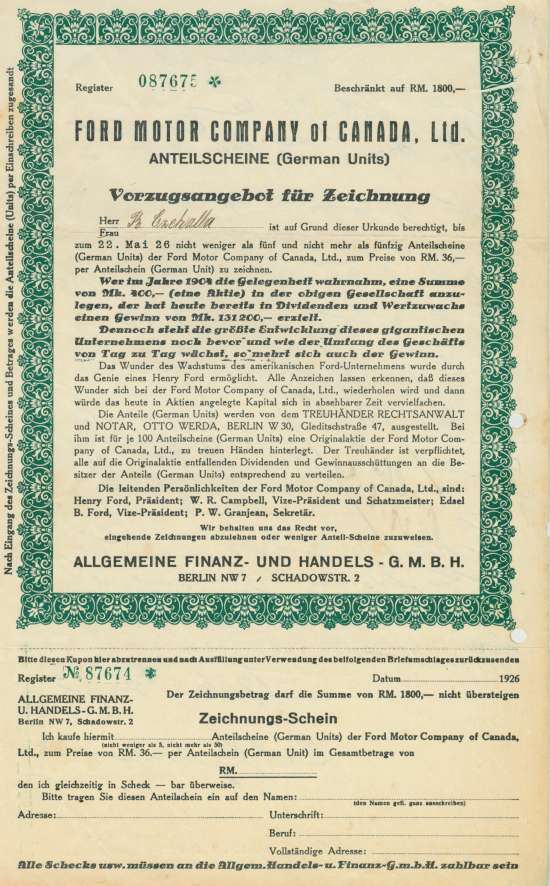 Nach Eingang des Zeichnungs-Scheines und Betrages werden die Anteilscheine (Units) per Einschreiben zugesandt
Register 087675 Beschränkt auf RM. 1800,—
FORD MOTOR COMPANY of CANADA, Ltd.
ANTEILSCHEINE (German Units)
Vorzugsangebot für Zeichnung
Herr
Frau ist auf Grund dieser Urkunde berechtigt, bis
zum 22. Mai 26 nicht weniger als fünf und nicht mehr als fünfzig Anteilscheine
(German Units) der Ford Motor Company of Canada, Ltd., zum Preise von RM. 36,—
per Anteilschein (German Unit) zu zeichnen.
Wer im Jahre 1904 die Gelegenheit wahrnahm, eine Summe
von Mk. 400,— (eine Aktie) in der obigen Gesellschaft anzu-
legen, der hat heute bereits in Dividenden und Wertzuwachs
einen Gewinn von Mk. 131200,— erzielt.
Dennoch steht die größte Entwicklung dieses gigantischen
Unternehmens noch bevor und wie der Umfang des Geschäfts
von Tag zu Tag wächst, so mehrt sich auch der Gewinn.
Das Wunder des Wachstums des amerikanischen Ford-Unternehmens wurde durch
das Genie eines Henry Ford ermöglicht. Alle Anzeichen lassen erkennen, daß dieses
Wunder sich bei der Ford Motor Company of Canada, Ltd., wiederholen wird und dann
würde das heute in Aktien angelegte Kapital sich in absehbarer Zeit vervielfachen.
Die Anteile (German Units) werden von dem TREUHÄNDER RECHTSANWALT
und NOTAR, OTTO WERDA, BERLIN W 30, Gleditschstraße 47, ausgestellt. Bei
ihm ist für je 100 Anteilscheine (German Units) eine Originalaktie der Ford Motor Com-
pany of Canada, Ltd., zu treuen Händen hinterlegt. Der Treuhänder ist verpflichtet,
alle auf die Originalaktie entfallenden Dividenden und Gewinnausschüttungen an die Be-
sitzer der Anteile (German Units) entsprechend zu verteilen.
Die leitenden Persönlichkeiten der Ford Motor Company of Canada, Ltd., sind:
Henry Ford, Präsident; W. R. Campbell, Vize-Präsident und Schatzmeister; Edsel
B. Ford, Vize-Präsident; P. W. Granjean, Sekretär.
Wir behalten uns das Recht vor,
eingehende Zeichnungen abzulehnen oder weniger Anteil-Scheine zuzuweisen.
ALLGEMEINE FINANZ- UND HANDELS - G. M. B. H.
BERLIN NW 7 / SCHADOWSTR. 2
Bitte diesen Kupon hier abzutrennen und nach Ausfüllung unter Verwendung des beifolgenden Briefumschlages zurückzusenden
Register № 87674 Datum 1926
ALLGEMEINE FINANZ-
U. HANDELS - G. M. B. H.
Berlin NW 7, Schadowstr. 2
Der Zeichnungsbetrag darf die Summe von RM. 1800,— nicht übersteigen
Zeichnungs-Schein
Ich kaufe hiermit Anteilscheine (German Units) der Ford Motor Company of Canada,
(nicht weniger als 5, nicht mehr als 50)
Ltd., zum Preise von RM. 36.— per Anteilschein (German Unit) im Gesamtbetrage von
RM.
den ich gleichzeitig in Scheck — bar überweise.
Bitte tragen Sie diesen Anteilschein ein auf den Namen:
(den Namen gefl. ganz ausschreiben)
Adresse: Unterschrift:
Beruf:
Vollständige Adresse:
Alle Schecks usw. müssen an die Allgem. Handels- u. Finanz-G.m.b.H. zahlbar sein